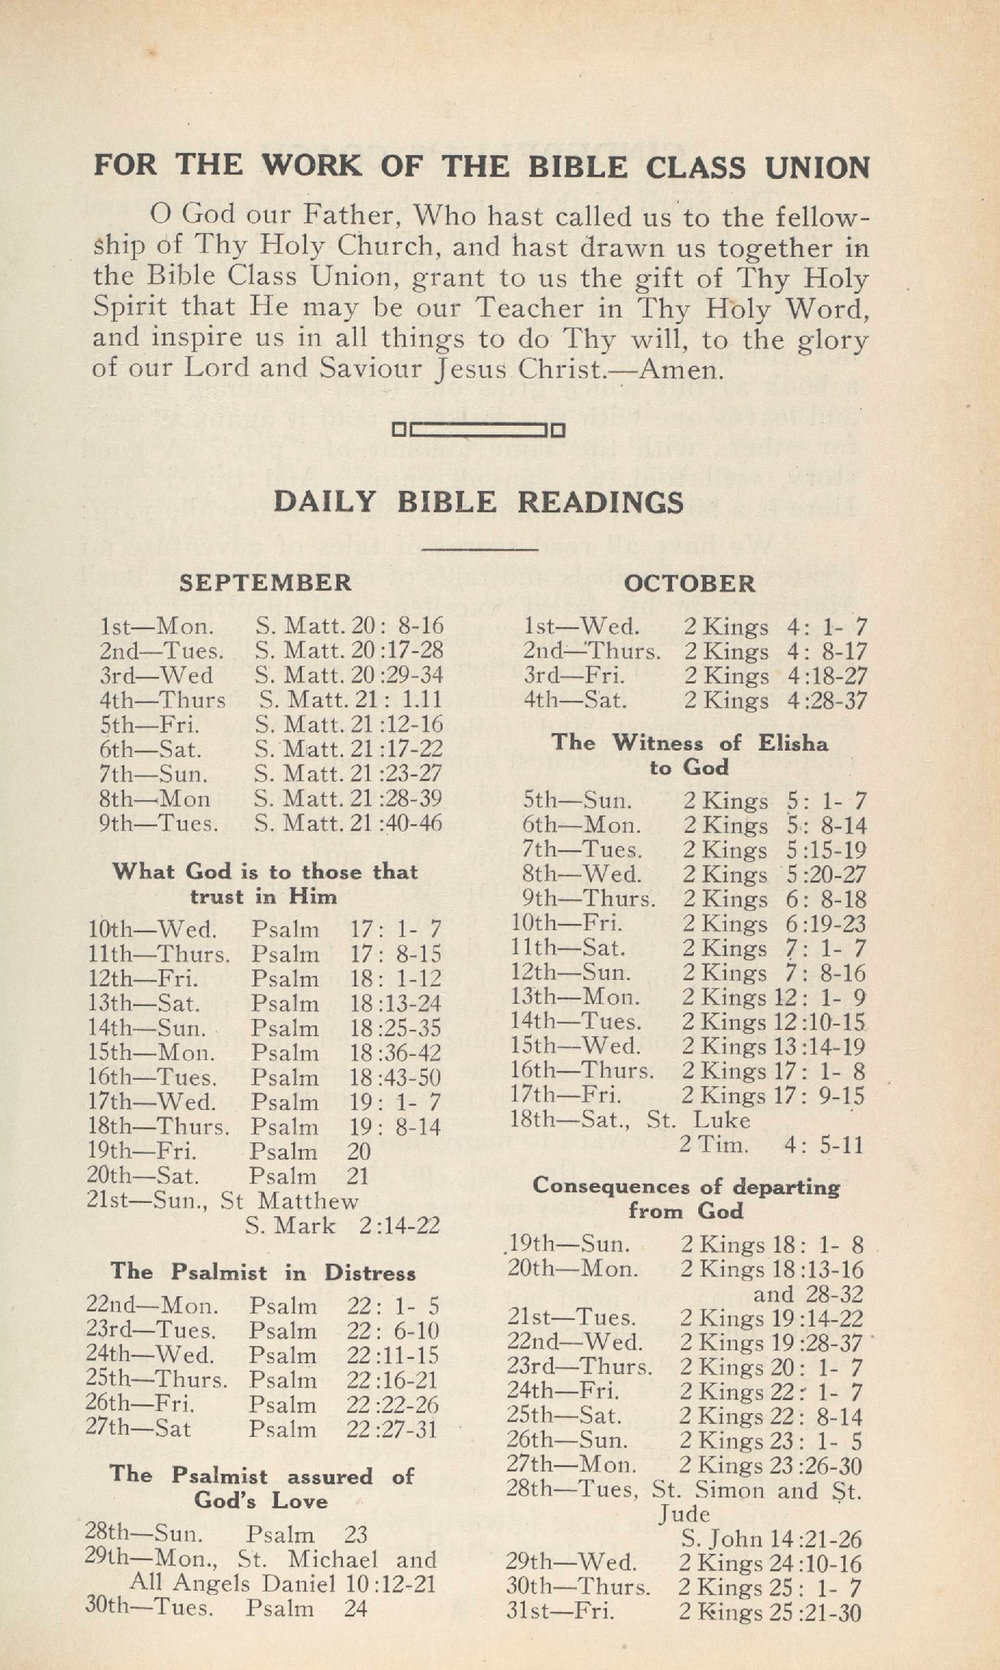 FOR THE WORK OF THE BIBLE CLASS UNION
O God our Father, Who hast called us to the fellow-
ship of Thy Holy Church, and hast drawn us together in
the Bible Class Union, grant to us the gift of Thy Holy
Spirit that He may be our Teacher in Thy Holy Word,
and inspire us in all things to do Thy will, to the glory
of our Lord and Saviour Jesus Christ.—Amen.
DAILY BIBLE READINGS
SEPTEMBER
1st—Mon. S. Matt. 20: 8-16
2nd—Tues. S. Matt. 20:17-28
3rd—Wed S. Matt. 20:29-34
4th—Thurs S. Matt. 21: 1.11
5th—Fri. S. Matt. 21:12-16
6th—Sat. S. Matt. 21:17-22
7th—Sun. S. Matt. 21:23-27
8th—Mon S. Matt. 21:28-39
9th—Tues. S. Matt. 21:40-46
What God is to those that
trust in Him
10th—Wed. Psalm 17: 1- 7
11th—Thurs. Psalm 17: 8-15
12th—Fri. Psalm 18: 1-12
13th—Sat. Psalm 18:13-24
14th—Sun. Psalm 18:25-35
15th—Mon. Psalm 18:36-42
16th—Tues. Psalm 18:43-50
17th—Wed. Psalm 19: 1- 7
18th—Thurs. Psalm 19: 8-14
19th—Fri. Psalm 20
20th—Sat. Psalm 21
21st—Sun., St Matthew
S. Mark 2:14-22
The Psalmist in Distress
22nd—Mon. Psalm 22: 1- 5
23rd—Tues. Psalm 22: 6-10
24th—Wed. Psalm 22:11-15
25th—Thurs. Psalm 22:16-21
26th—Fri. Psalm 22:22-26
27th—Sat Psalm 22:27-31
The Psalmist assured of
God's Love
28th—Sun. Psalm 23
29th—Mon., St. Michael and
All Angels Daniel 10:12-21
30th—Tues. Psalm 24
OCTOBER
1st—Wed. 2 Kings 4: 1- 7
2nd—Thurs. 2 Kings 4: 8-17
3rd—Fri. 2 Kings 4:18-27
4th—Sat. 2 Kings 4:28-37
The Witness of Elisha
to God
5th—Sun. 2 Kings 5: 1- 7
6th—Mon. 2 Kings 5: 8-14
7th—Tues. 2 Kings 5:15-19
8th—Wed. 2 Kings 5:20-27
9th—Thurs. 2 Kings 6: 8-18
10th—Fri. 2 Kings 6:19-23
11th—Sat. 2 Kings 7: 1- 7
12th—Sun. 2 Kings 7: 8-16
13th—Mon. 2 Kings 12: 1- 9
14th—Tues. 2 Kings 12:10-15
15th—Wed. 2 Kings 13:14-19
16th—Thurs. 2 Kings 17: 1- 8
17th—Fri. 2 Kings 17: 9-15
18th—Sat., St. Luke
2 Tim. 4: 5-11
Consequences of departing
from God
19th—Sun. 2 Kings 18: 1- 8
20th—Mon. 2 Kings 18:13-16
and 28-32
21st—Tues. 2 Kings 19:14-22
22nd—Wed. 2 Kings 19:28-37
23rd—Thurs. 2 Kings 20: 1- 7
24th—Fri. 2 Kings 22: 1- 7
25th—Sat. 2 Kings 22: 8-14
26th—Sun. 2 Kings 23: 1- 5
27th—Mon. 2 Kings 23:26-30
28th—Tues, St. Simon and St.
Jude
S. John 14:21-26
29th—Wed. 2 Kings 24:10-16
30th—Thurs. 2 Kings 25: 1- 7
31st—Fri. 2 Kings 25:21-30